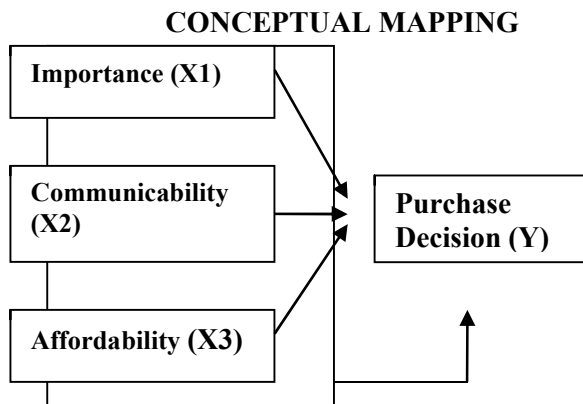 CONCEPTUAL MAPPING
Importance (X1)
Communicability
(X2)
Affordability (X3)
Purchase
Decision (Y)